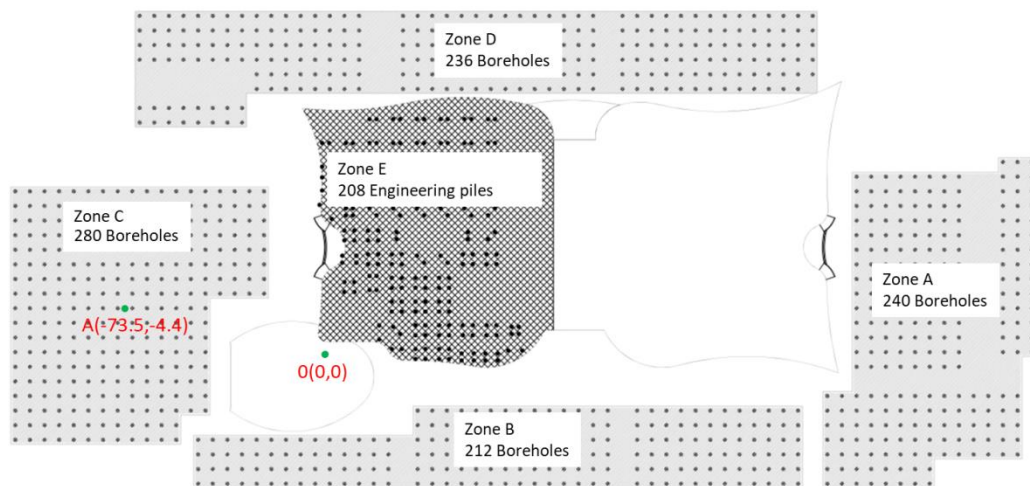 Zone D
236 Boreholes
Zone E
208 Engineering piles
Zone C
280 Boreholes
A(-73.5;-4.4)
0(0,0)
Zone A
240 Boreholes
Zone B
212 Boreholes